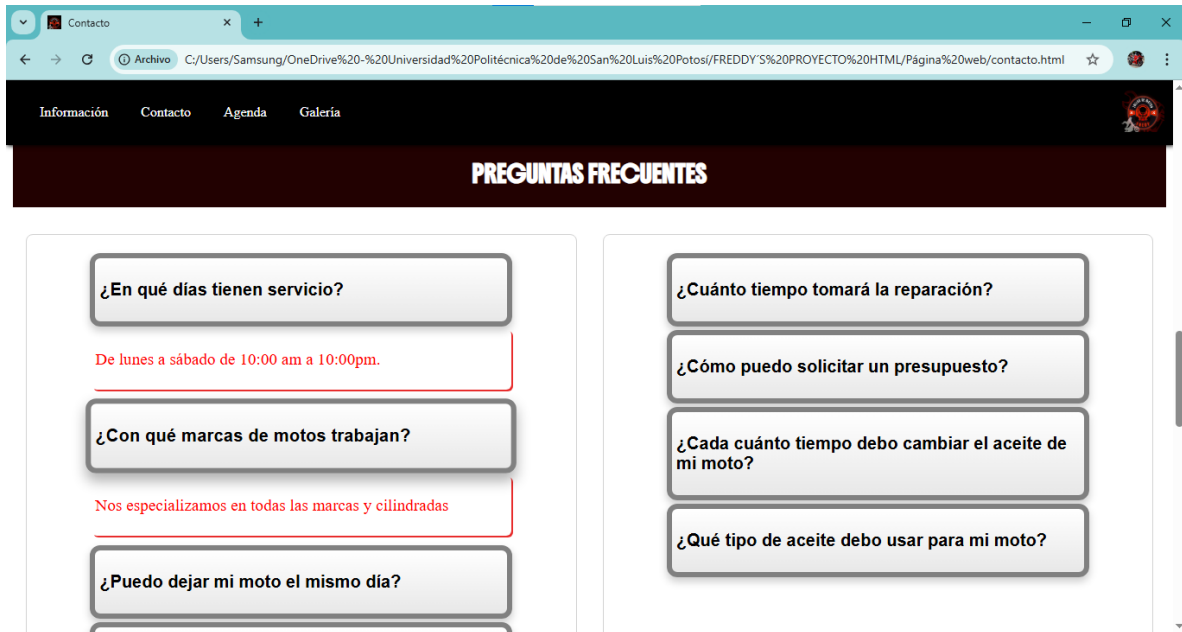 Contacto
Archivo C:/Users/Samsung/OneDrive%20-%20Universidad%20Politécnica%20de%20San%20Luis%20Potosí/FREDDY´S%20PROYECTO%20HTML/Página%20web/contacto.html
Información Contacto Agenda Galería
PREGUNTAS FRECUENTES
¿En qué días tienen servicio?
De lunes a sábado de 10:00 am a 10:00pm.
¿Con qué marcas de motos trabajan?
Nos especializamos en todas las marcas y cilindradas
¿Puedo dejar mi moto el mismo día?
¿Cuánto tiempo tomará la reparación?
¿Cómo puedo solicitar un presupuesto?
¿Cada cuánto tiempo debo cambiar el aceite de
mi moto?
¿Qué tipo de aceite debo usar para mi moto?